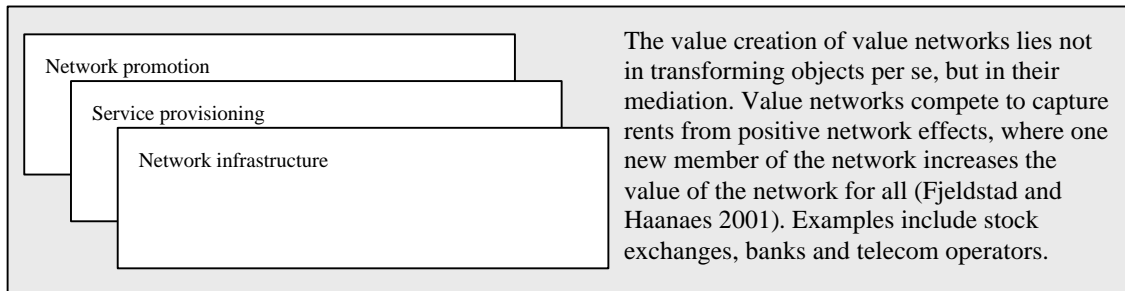 Network promotion
Service provisioning
Network infrastructure
The value creation of value networks lies not
in transforming objects per se, but in their
mediation. Value networks compete to capture
rents from positive network effects, where one
new member of the network increases the
value of the network for all (Fjeldstad and
Haanaes 2001). Examples include stock
exchanges, banks and telecom operators.